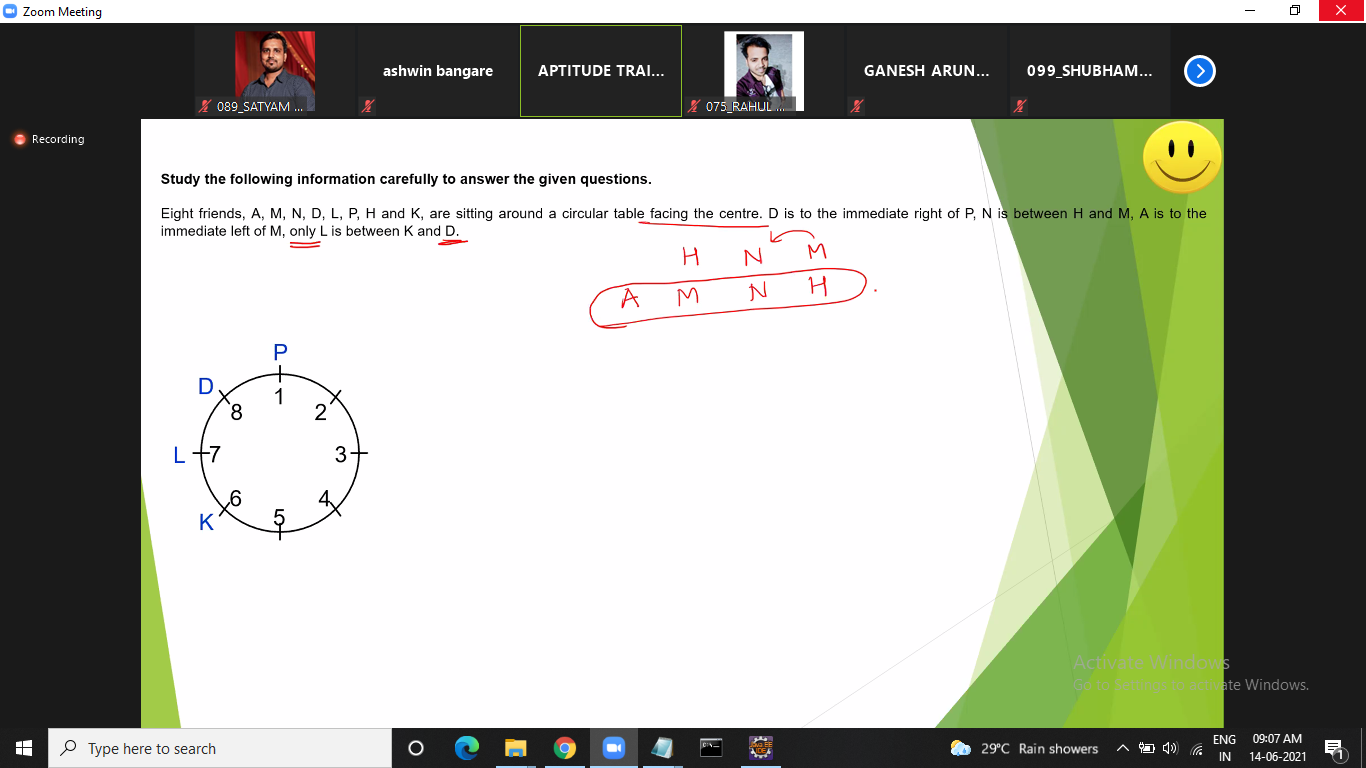 Zoom Meeting
089_SATYAM ...
ashwin bangare
APTITUDE TRAI...
075_RAHUL ...
GANESH ARUN...
099_SHUBHAM...
Recording
Study the following information carefully to answer the given questions.
Eight friends, A, M, N, D, L, P, H and K, are sitting around a circular table facing the centre. D is to the immediate right of P, N is between H and M, A is to the
immediate left of M, only L is between K and D.
H N M
A M N H .
P
D
1
8
2
L
7
3
6
4
K
5
Activate Windows
Go to Settings to activate Windows.
Type here to search
29°C Rain showers
ENG
IN
09:07 AM
14-06-2021
1